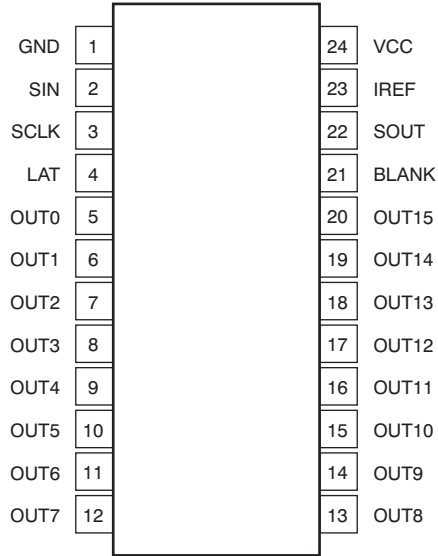 GND 1 24 VCC
SIN 2 23 IREF
SCLK 3 22 SOUT
LAT 4 21 BLANK
OUT0 5 20 OUT15
OUT1 6 19 OUT14
OUT2 7 18 OUT13
OUT3 8 17 OUT12
OUT4 9 16 OUT11
OUT5 10 15 OUT10
OUT6 11 14 OUT9
OUT7 12 13 OUT8